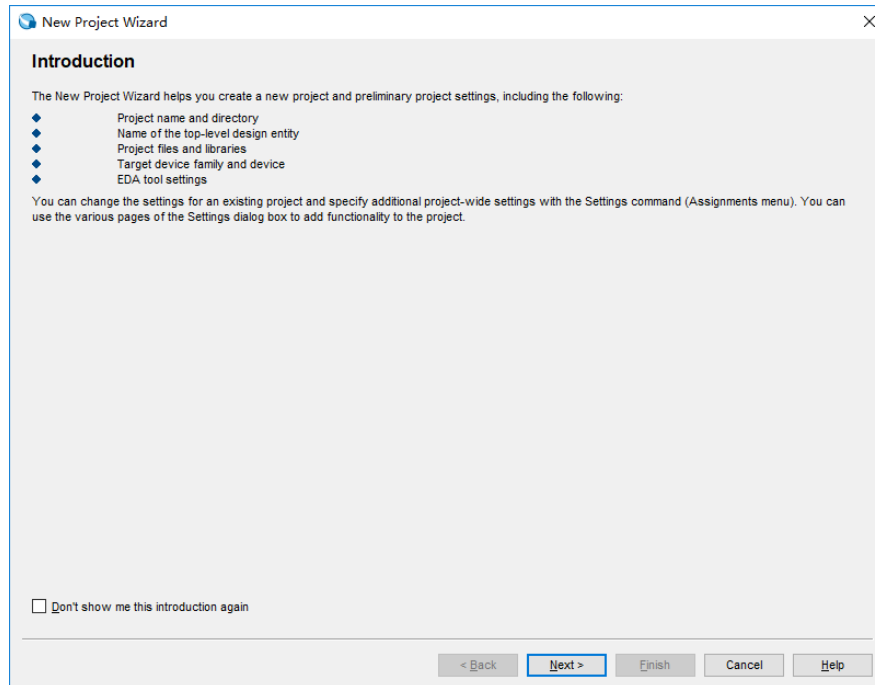 New Project Wizard
Introduction
The New Project Wizard helps you create a new project and preliminary project settings, including the following:
Project name and directory
Name of the top-level design entity
Project files and libraries
Target device family and device
EDA tool settings
You can change the settings for an existing project and specify additional project-wide settings with the Settings command (Assignments menu). You can
use the various pages of the Settings dialog box to add functionality to the project.
Don't show me this introduction again
< Back Next > Finish Cancel Help